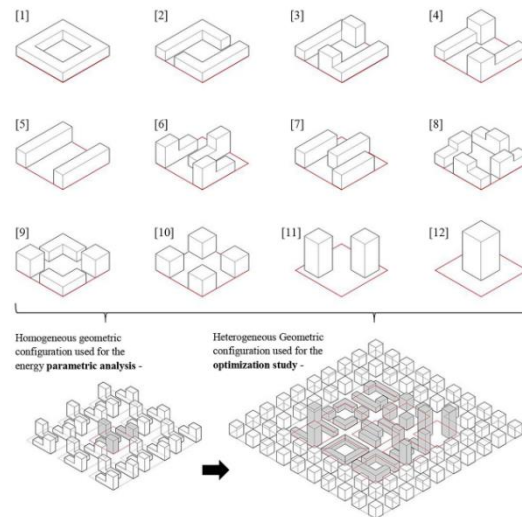 [1]
[2]
[3]
[4]
[5]
[6]
[7]
[8]
[9]
[10]
[11]
[12]
Homogeneous geometric
configuration used for the
energy parametric analysis -
Heterogeneous Geometric
configuration used for the
optimization study -